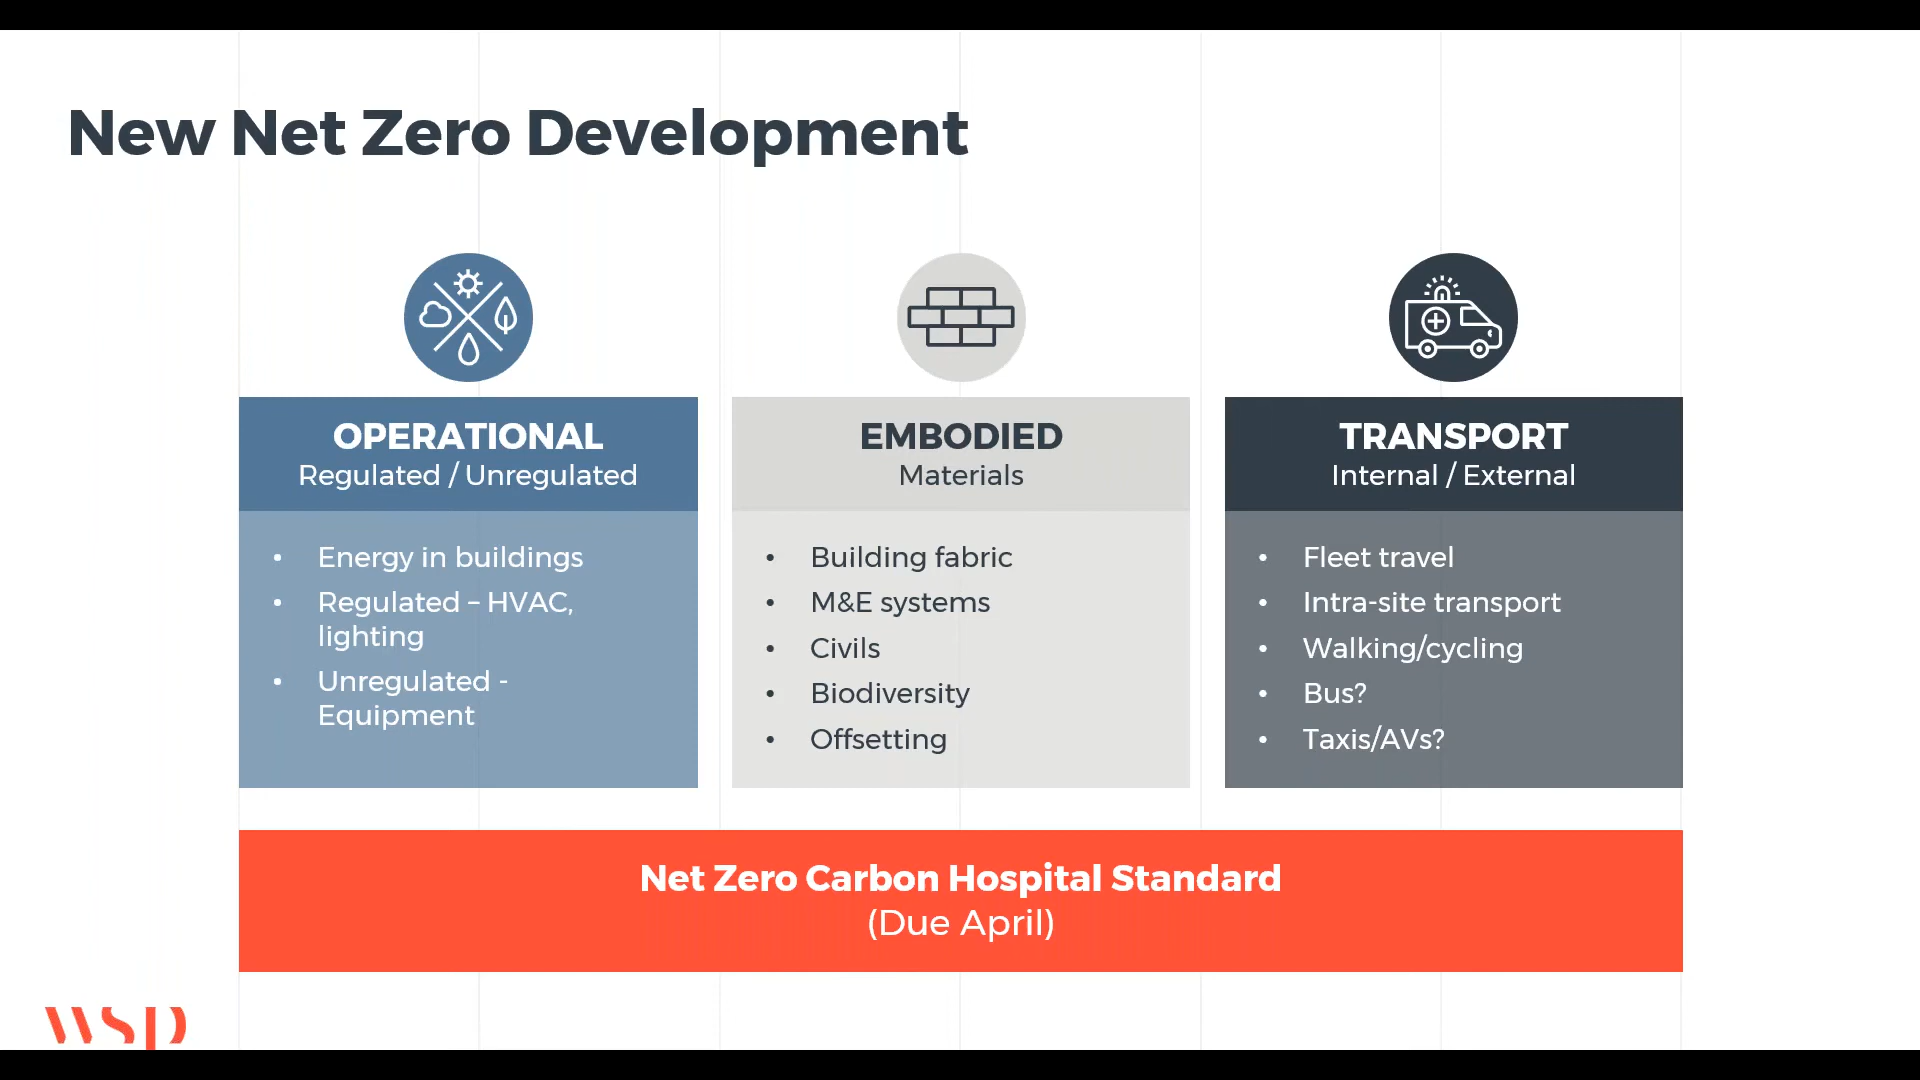 New Net Zero Development
OPERATIONAL
Regulated / Unregulated
• Energy in buildings
• Regulated – HVAC,
lighting
• Unregulated -
Equipment
EMBODIED
Materials
• Building fabric
• M&E systems
• Civils
• Biodiversity
• Offsetting
TRANSPORT
Internal / External
• Fleet travel
• Intra-site transport
• Walking/cycling
• Bus?
• Taxis/AVs?
Net Zero Carbon Hospital Standard
(Due April)
wsp